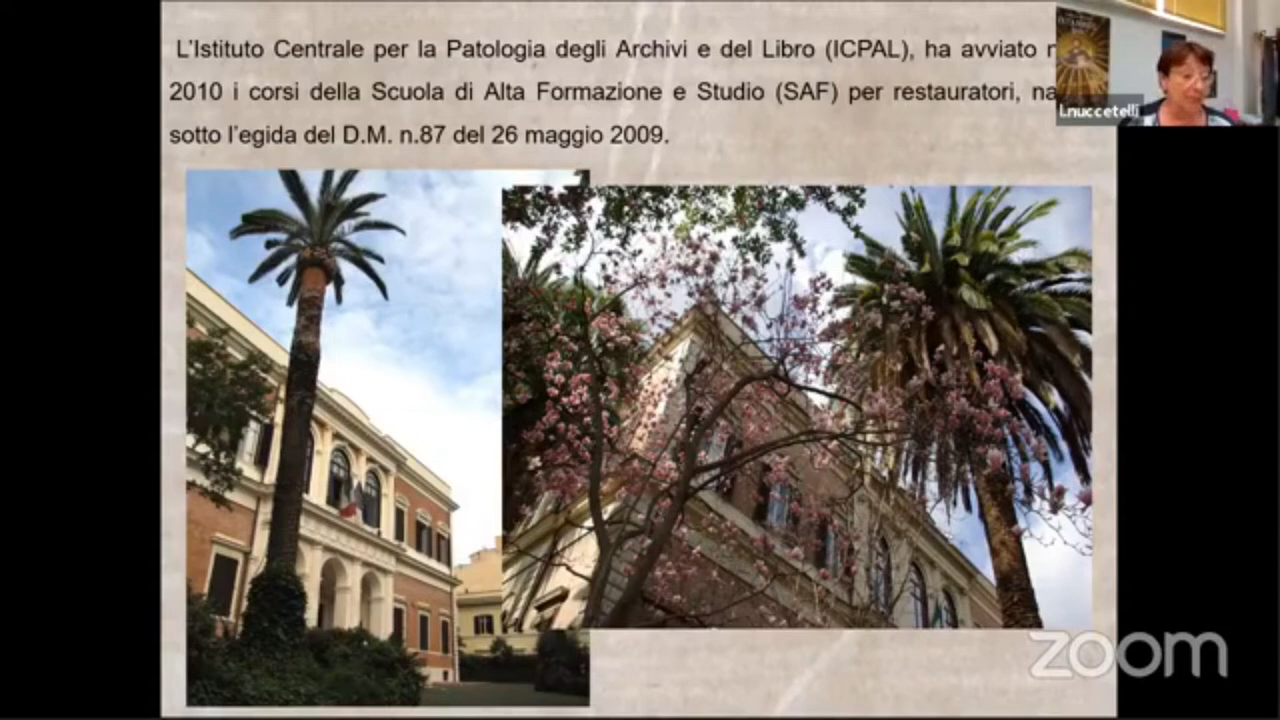 L'Istituto Centrale per la Patologia degli Archivi e del Libro (ICPAL), ha avviato
2010 i corsi della Scuola di Alta Formazione e Studio (SAF) per restauratori,
sotto l'egida del D.M. n.87 del 26 maggio 2009.
l.nuccetelli
zoom